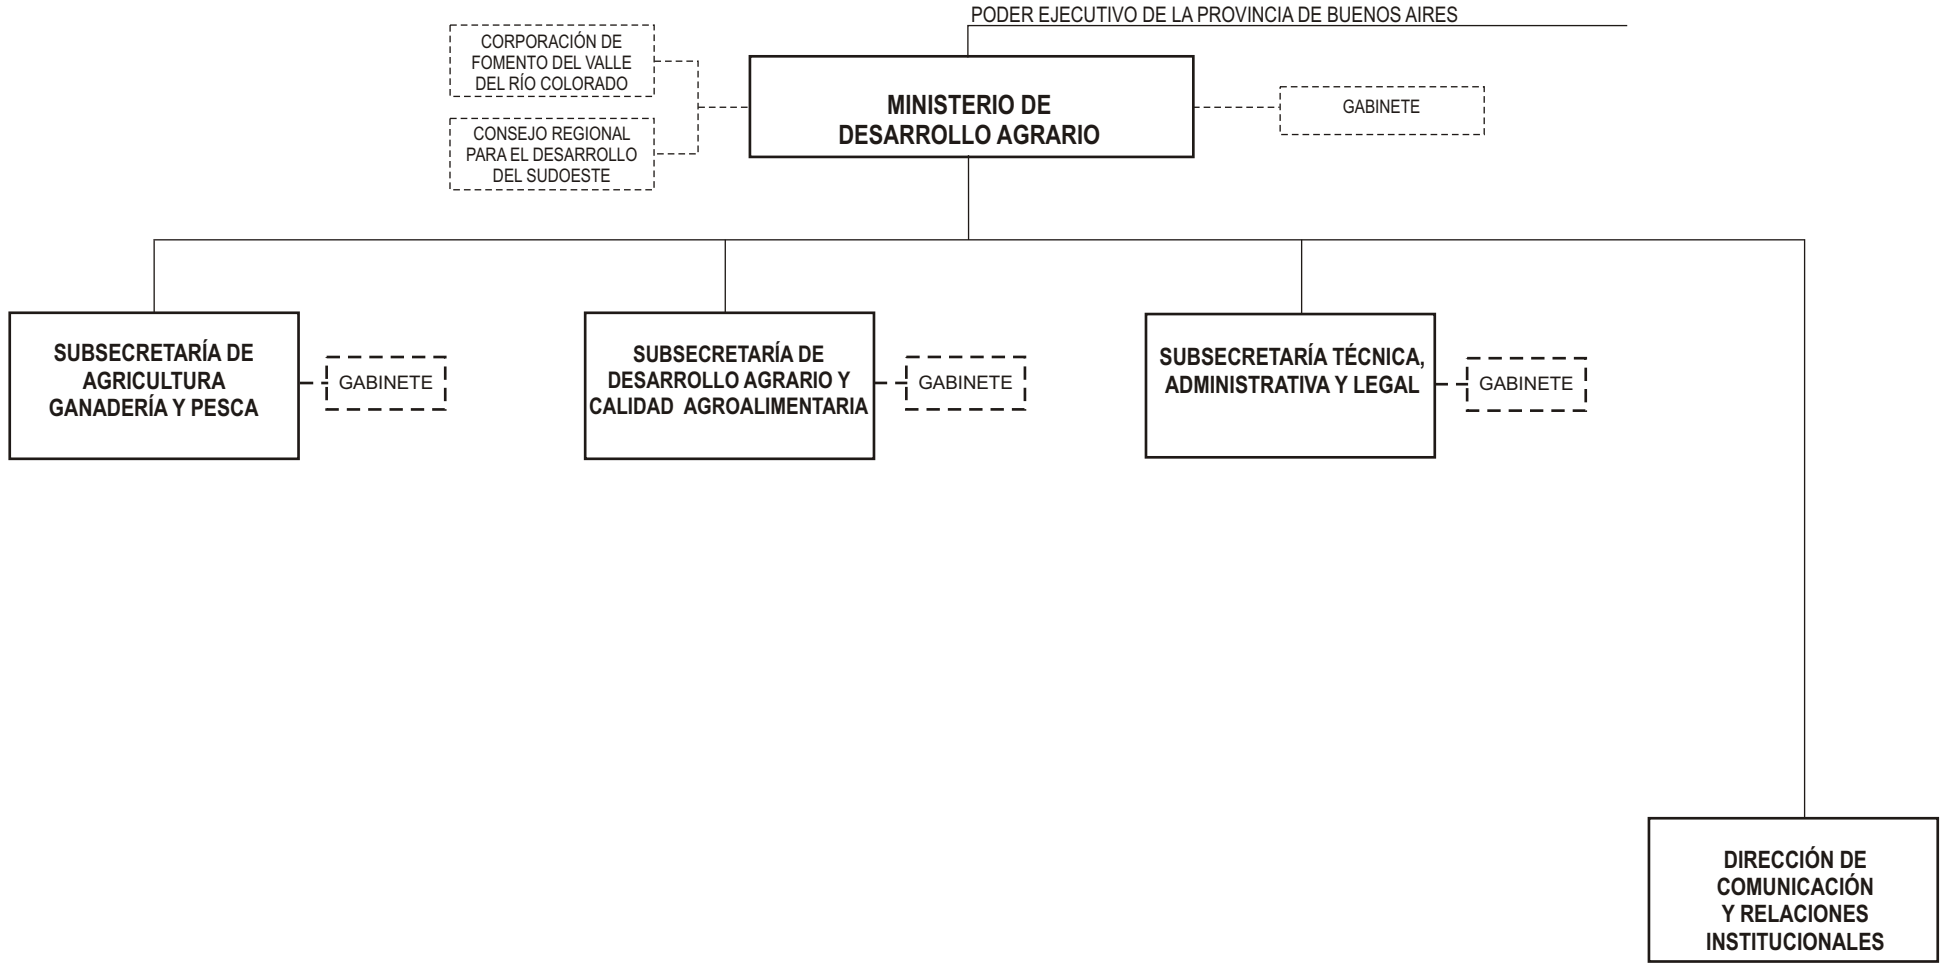 PODER EJECUTIVO DE LA PROVINCIA DE BUENOS AIRES
CORPORACIÓN DE
FOMENTO DEL VALLE
DEL RÍO COLORADO
CONSEJO REGIONAL
PARA EL DESARROLLO
DEL SUDOESTE
MINISTERIO DE
DESARROLLO AGRARIO
GABINETE
SUBSECRETARÍA DE
AGRICULTURA
GANADERÍA Y PESCA
GABINETE
SUBSECRETARÍA DE
DESARROLLO AGRARIO Y
CALIDAD AGROALIMENTARIA
GABINETE
SUBSECRETARÍA TÉCNICA,
ADMINISTRATIVA Y LEGAL
GABINETE
DIRECCIÓN DE
COMUNICACIÓN
Y RELACIONES
INSTITUCIONALES